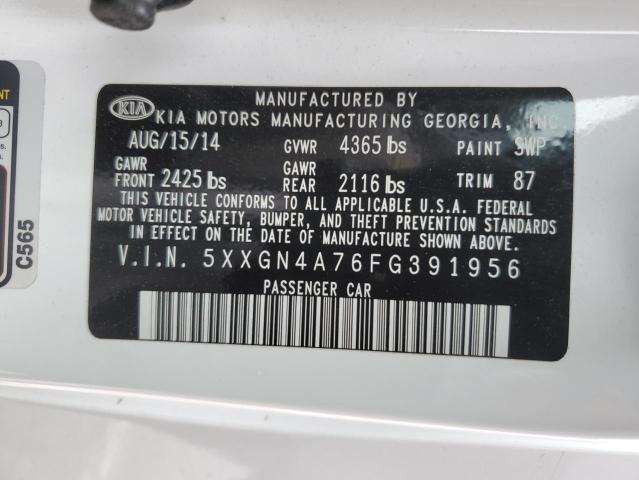 MANUFACTURED BY
KIA KIA MOTORS MANUFACTURING GEORGIA, INC.
AUG/15/14 GVWR 4365 lbs PAINT SWP
GAWR FRONT 2425 lbs GAWR REAR 2116 lbs TRIM 87
THIS VEHICLE CONFORMS TO ALL APPLICABLE U.S.A. FEDERAL
MOTOR VEHICLE SAFETY, BUMPER, AND THEFT PREVENTION STANDARDS
IN EFFECT ON THE DATE OF MANUFACTURE SHOWN ABOVE.
V.I.N. 5XXGN4A76FG391956
PASSENGER CAR
C565